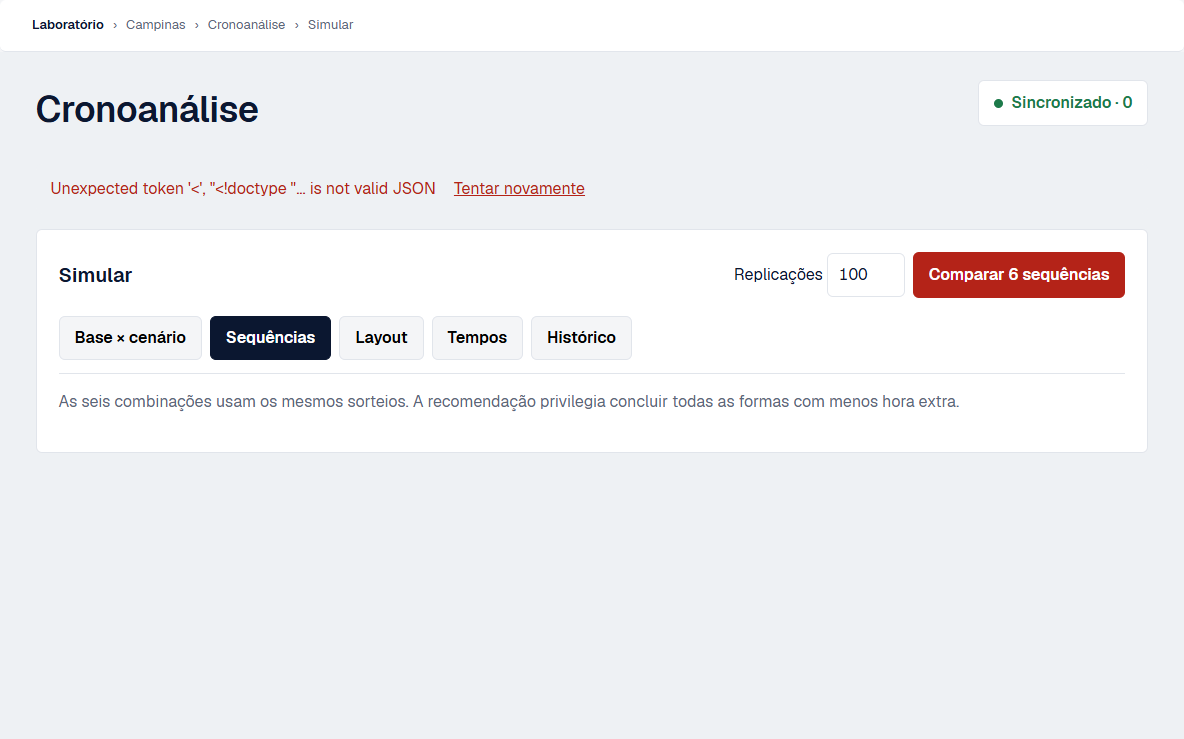 Laboratório › Campinas › Cronoanálise › Simular
Cronoanálise
Sincronizado · 0
Unexpected token '<', "<!doctype "... is not valid JSON Tentar novamente
Simular
Replicações 100 Comparar 6 sequências
Base × cenário Sequências Layout Tempos Histórico
As seis combinações usam os mesmos sorteios. A recomendação privilegia concluir todas as formas com menos hora extra.